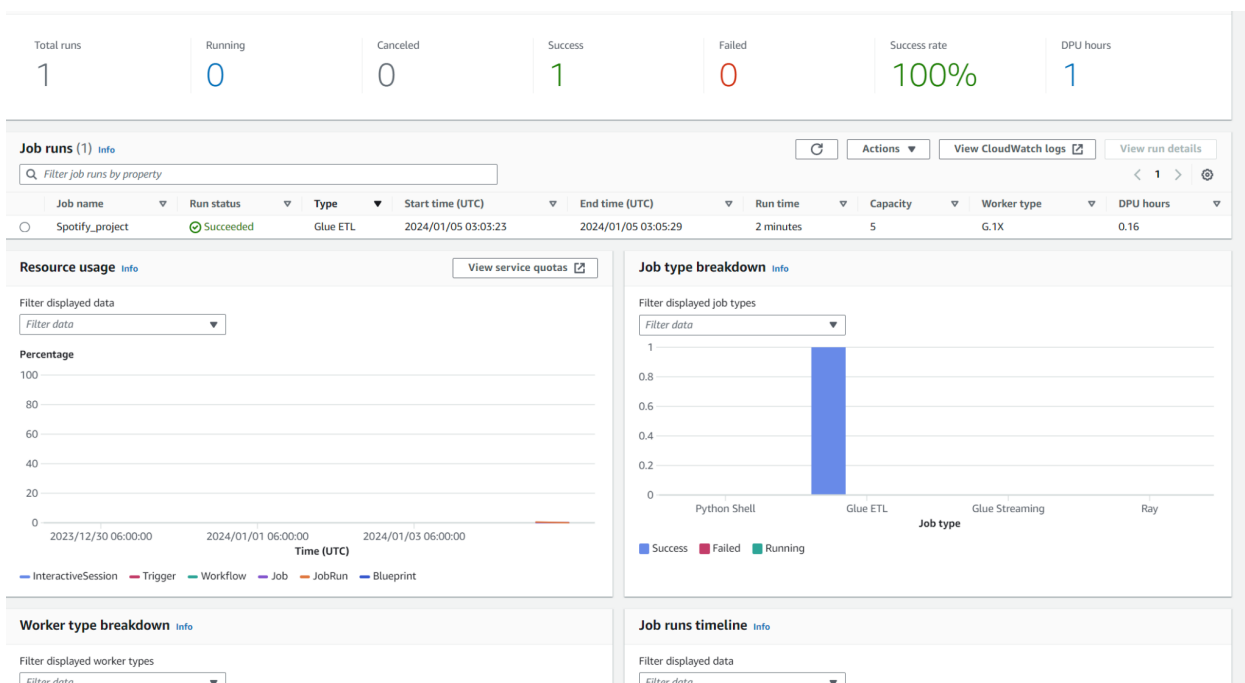 Total runs Running Canceled Success Failed Success rate DPU hours
1 0 0 1 0 100% 1
Job runs (1) Info
Actions View CloudWatch logs View run details
Filter job runs by property
1
Job name Run status Type Start time (UTC) End time (UTC) Run time Capacity Worker type DPU hours
Spotify_project Succeeded Glue ETL 2024/01/05 03:03:23 2024/01/05 03:05:29 2 minutes 5 G.1X 0.16
Resource usage Info
View service quotas
Filter displayed data
Filter data
Percentage
100
80
60
40
20
0
2023/12/30 06:00:00 2024/01/01 06:00:00 2024/01/03 06:00:00
Time (UTC)
InteractiveSession Trigger Workflow Job JobRun Blueprint
Job type breakdown Info
Filter displayed job types
Filter data
1
0.8
0.6
0.4
0.2
0
Python Shell Glue ETL Glue Streaming Ray
Job type
Success Failed Running
Worker type breakdown Info
Filter displayed worker types
Filter data
Job runs timeline Info
Filter displayed data
Filter data